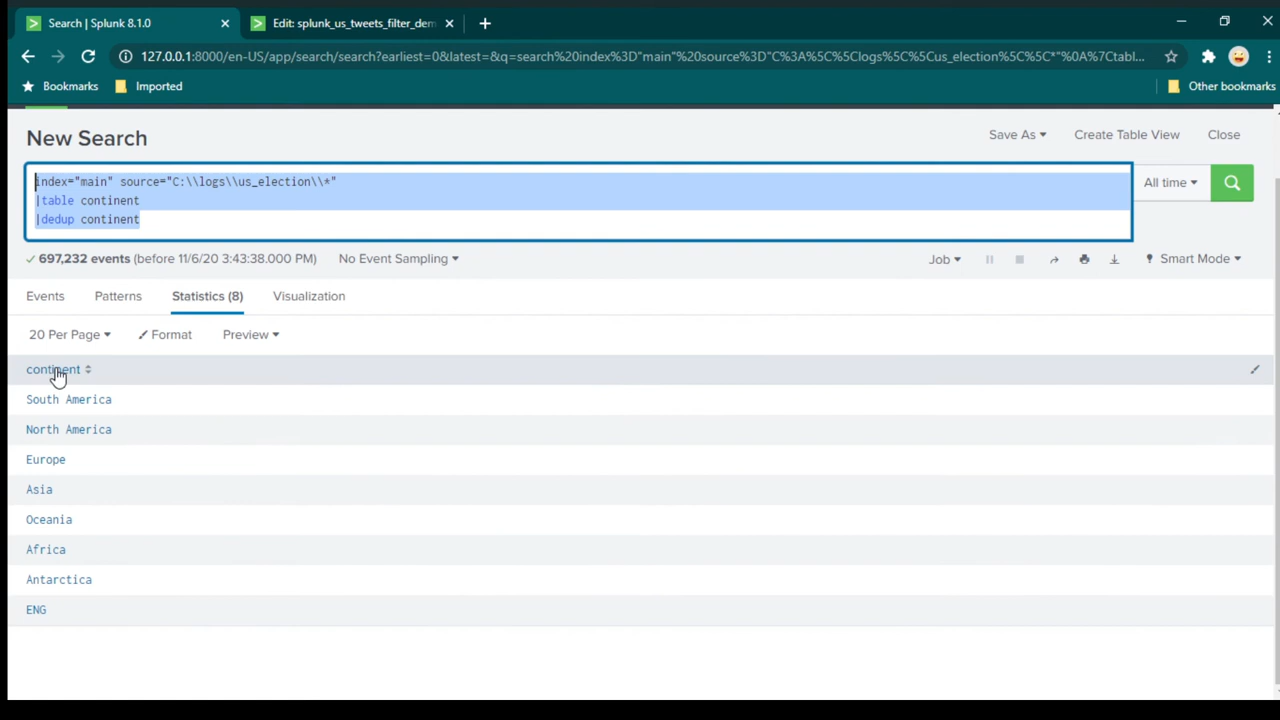 Search | Splunk 8.1.0
Edit: splunk_us_tweets_filter_dem
127.0.0.1:8000/en-US/app/search/search?earliest=0&latest=&q=search%20index%3D"main"%20source%3D"C%3A%5C%5Clogs%5C%5Cus_election%5C%5C*"%0A%7Ctabl...
Bookmarks Imported Other bookmarks
New Search
Save As Create Table View Close
index="main" source="C:\\logs\\us_election\\*"
|table continent
|dedup continent
All time
697,232 events (before 11/6/20 3:43:38.000 PM) No Event Sampling Job Smart Mode
Events Patterns Statistics (8) Visualization
20 Per Page Format Preview
continent
South America
North America
Europe
Asia
Oceania
Africa
Antarctica
ENG